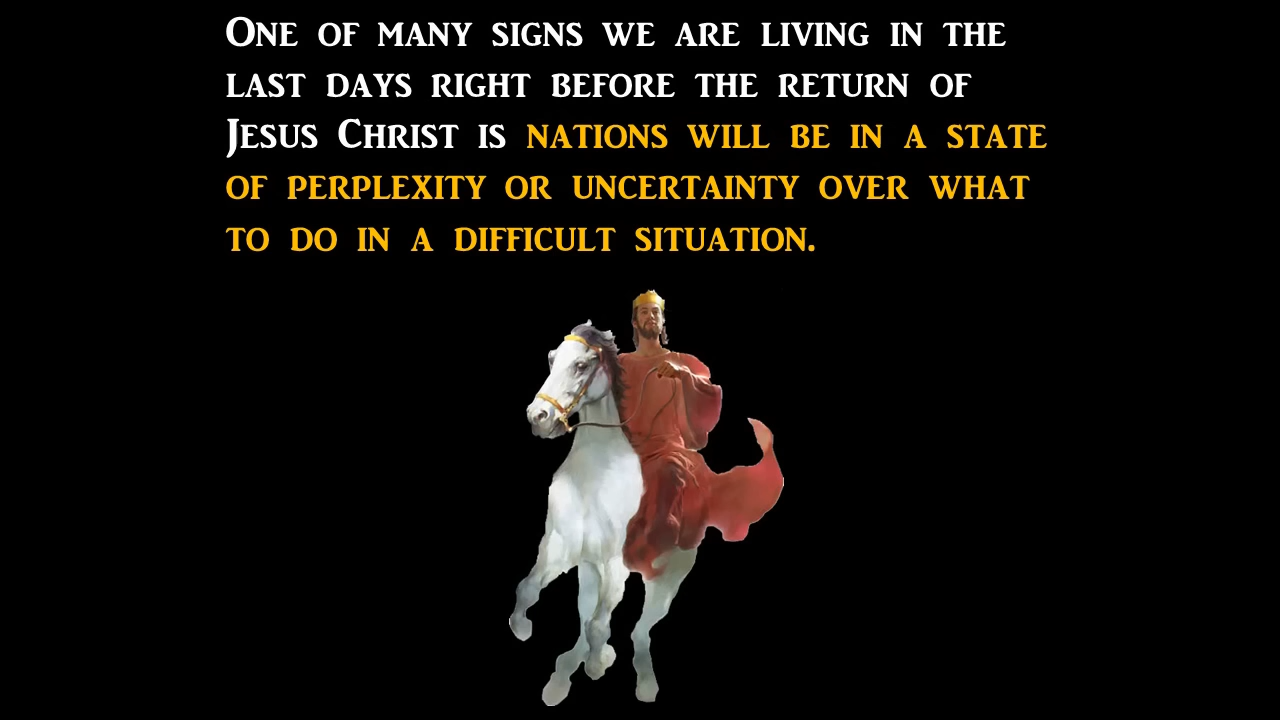 One of many signs we are living in the
last days right before the return of
Jesus Christ is nations will be in a state
of perplexity or uncertainty over what
to do in a difficult situation.